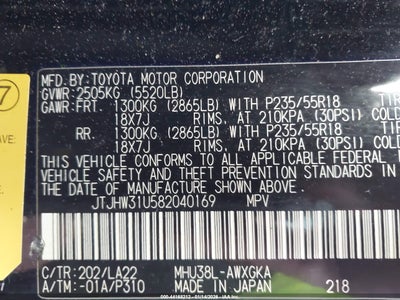 MFD.BY:TOYOTA MOTOR CORPORATION
7
GVWR: 2505KG (5520LB)
GAWR:FRT. 1300KG (2865LB) WITH P235/55R18
18X7J RIMS. AT 210KPA (30PSI) COLD
AVE:
RR. 1300KG (2865LB) WITH P235/55R18
18X7J RIMS. AT 210KPA (30PSI) COLD
THIS VEHICLE CONFORMS TO ALL APPLICABLE FEDERAL
VEHICLE SAFETY AND THEFT PREVENTION STANDARDS IN
THE DATE OF MANUFACTURE SHOWN ABOVE.
JTJHW31U582040169 MPV
C/TR:202/LA22 MHU38L-AWXGKA
A/TM:-01A/P310 MADE IN JAPAN 218